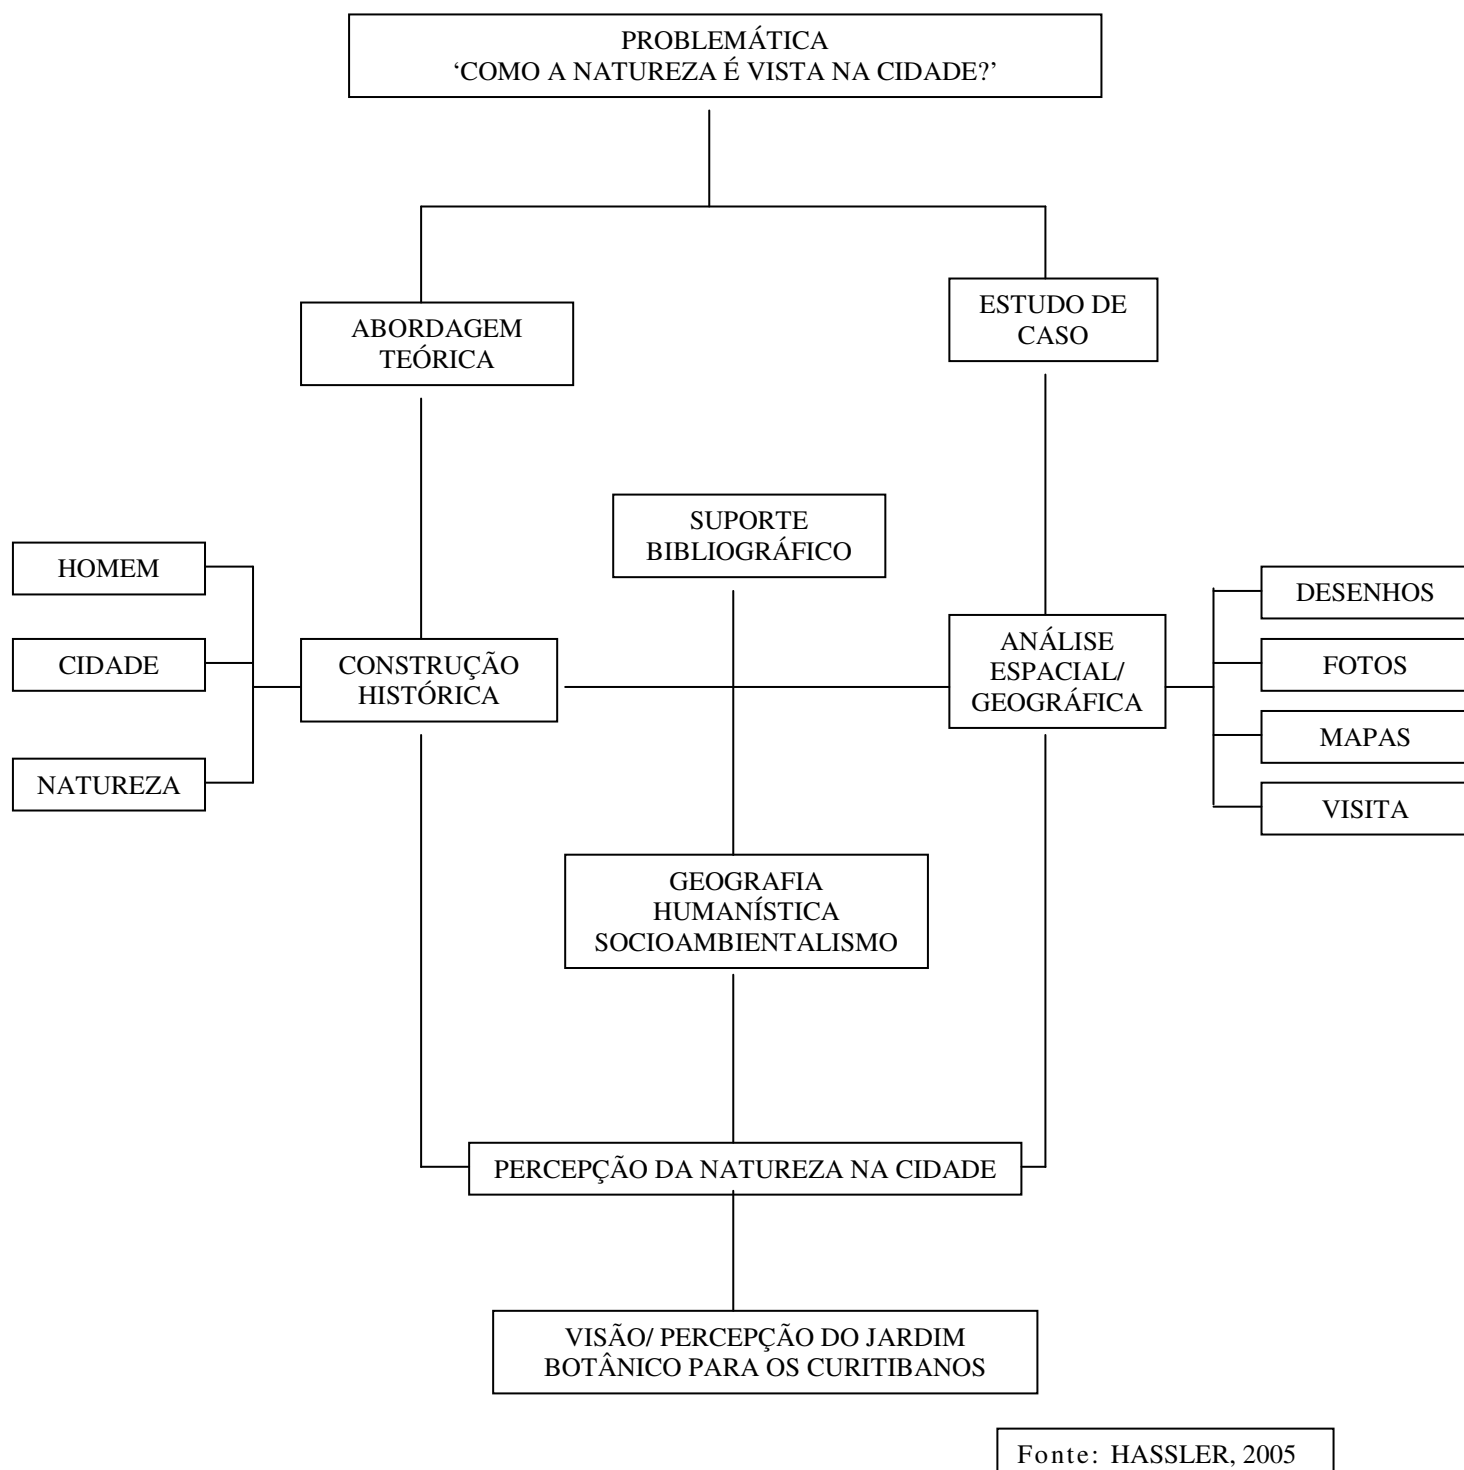 PROBLEMÁTICA
‘COMO A NATUREZA É VISTA NA CIDADE?’
ABORDAGEM
TEÓRICA
ESTUDO DE
CASO
SUPORTE
BIBLIOGRÁFICO
HOMEM
CIDADE
NATUREZA
CONSTRUÇÃO
HISTÓRICA
ANÁLISE
ESPACIAL/
GEOGRÁFICA
DESENHOS
FOTOS
MAPAS
VISITA
GEOGRAFIA
HUMANÍSTICA
SOCIOAMBIENTALISMO
PERCEPÇÃO DA NATUREZA NA CIDADE
VISÃO/ PERCEPÇÃO DO JARDIM
BOTÂNICO PARA OS CURITIBANOS
Fonte: HASSLER, 2005